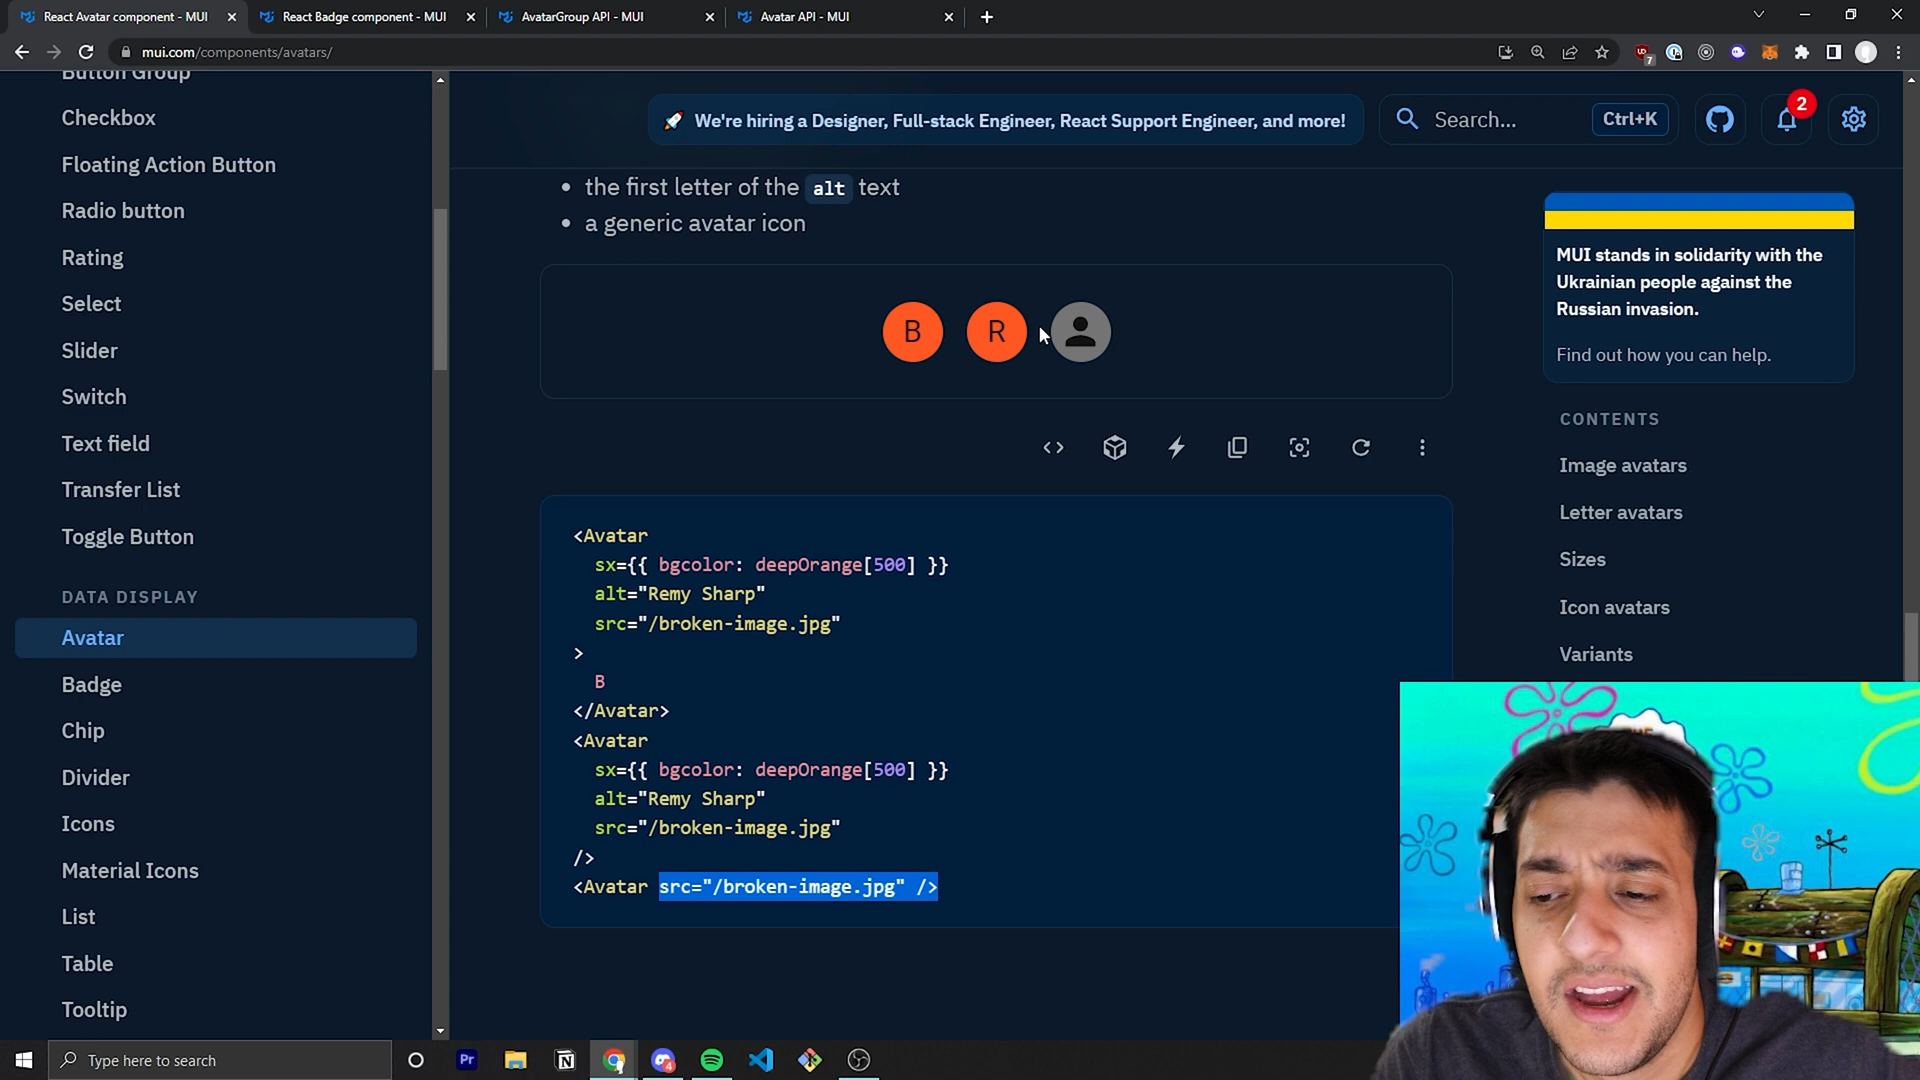 React Avatar component - MUI
React Badge component - MUI
AvatarGroup API - MUI
Avatar API - MUI
mui.com/components/avatars/
7
Button Group
Checkbox
Floating Action Button
Radio button
Rating
Select
Slider
Switch
Text field
Transfer List
Toggle Button
DATA DISPLAY
Avatar
Badge
Chip
Divider
Icons
Material Icons
List
Table
Tooltip
We're hiring a Designer, Full-stack Engineer, React Support Engineer, and more!
Search...
Ctrl+K
2
the first letter of the alt text
a generic avatar icon
B
R
<Avatar
sx={{ bgcolor: deepOrange[500] }}
alt="Remy Sharp"
src="/broken-image.jpg"
>
B
</Avatar>
<Avatar
sx={{ bgcolor: deepOrange[500] }}
alt="Remy Sharp"
src="/broken-image.jpg"
/>
<Avatar src="/broken-image.jpg" />
MUI stands in solidarity with the
Ukrainian people against the
Russian invasion.
Find out how you can help.
CONTENTS
Image avatars
Letter avatars
Sizes
Icon avatars
Variants
Type here to search
Pr
4